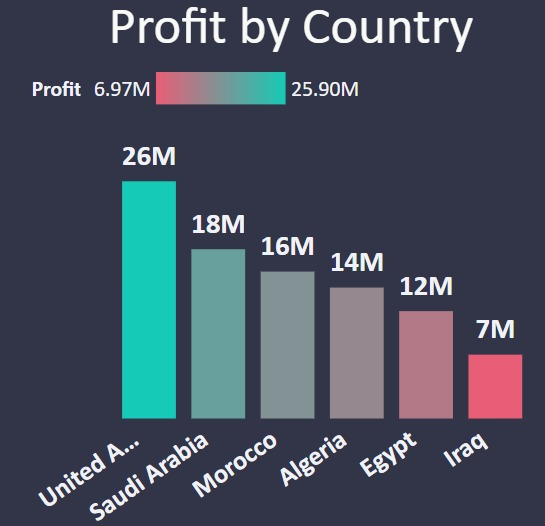 Profit by Country
Profit 6.97M 25.90M
26M
18M
16M
14M
12M
7M
United A...
Saudi Arabia
Morocco
Algeria
Egypt
Iraq